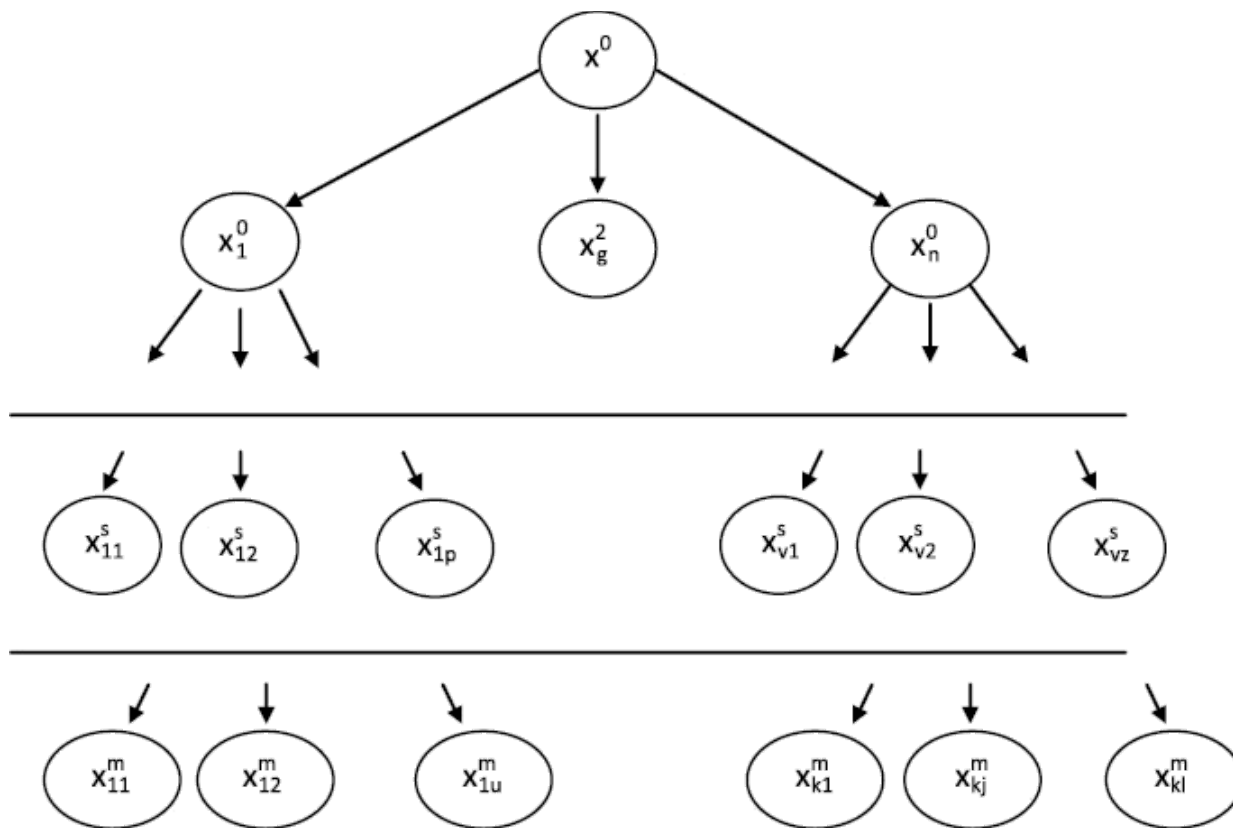 x^0
x_1^0 x_g^2 x_n^0
x_11^s x_12^s x_1p^s x_v1^s x_v2^s x_vz^s
x_11^m x_12^m x_1u^m x_k1^m x_kj^m x_kl^m